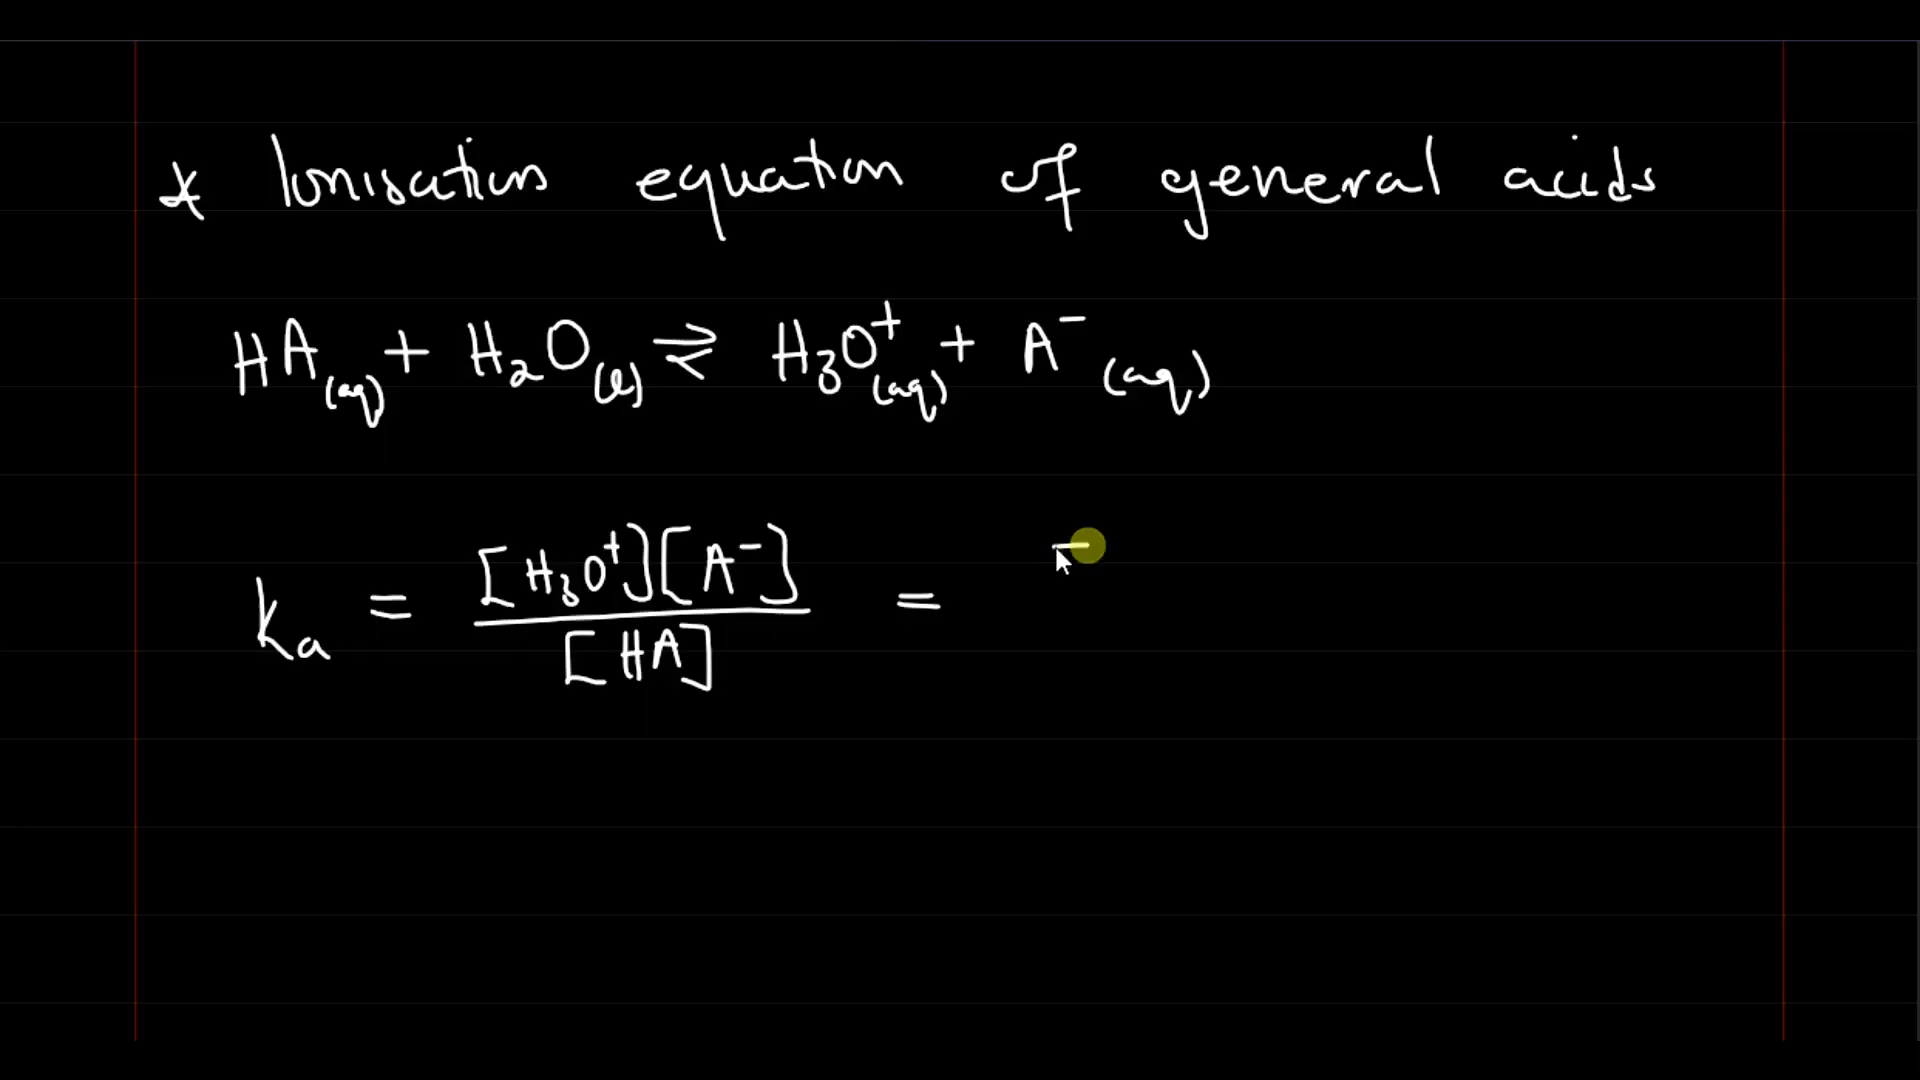 * Ionisation equation of general acids
HA(aq) + H₂O(l) ⇌ H₃O⁺(aq) + A⁻(aq)
Ka = [H₃O⁺][A⁻] / [HA] =